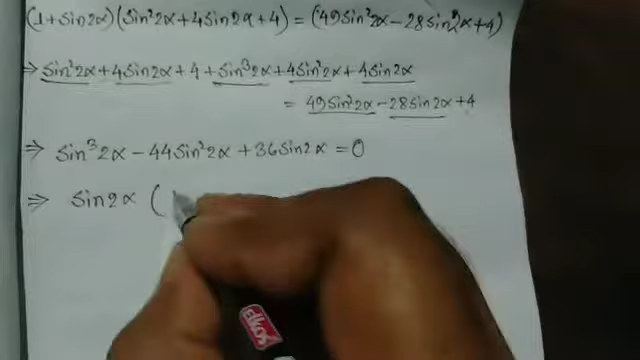 (1+sin2α)(sin²2α+4sin2α+4) = (49sin²2α-28sin2α+4)
⇒ sin²2α+4sin2α+4+sin³2α+4sin²2α+4sin2α
= 49sin²2α-28sin2α+4
⇒ sin³2α-44sin²2α+36sin2α=0
⇒ sin2α (
elkos